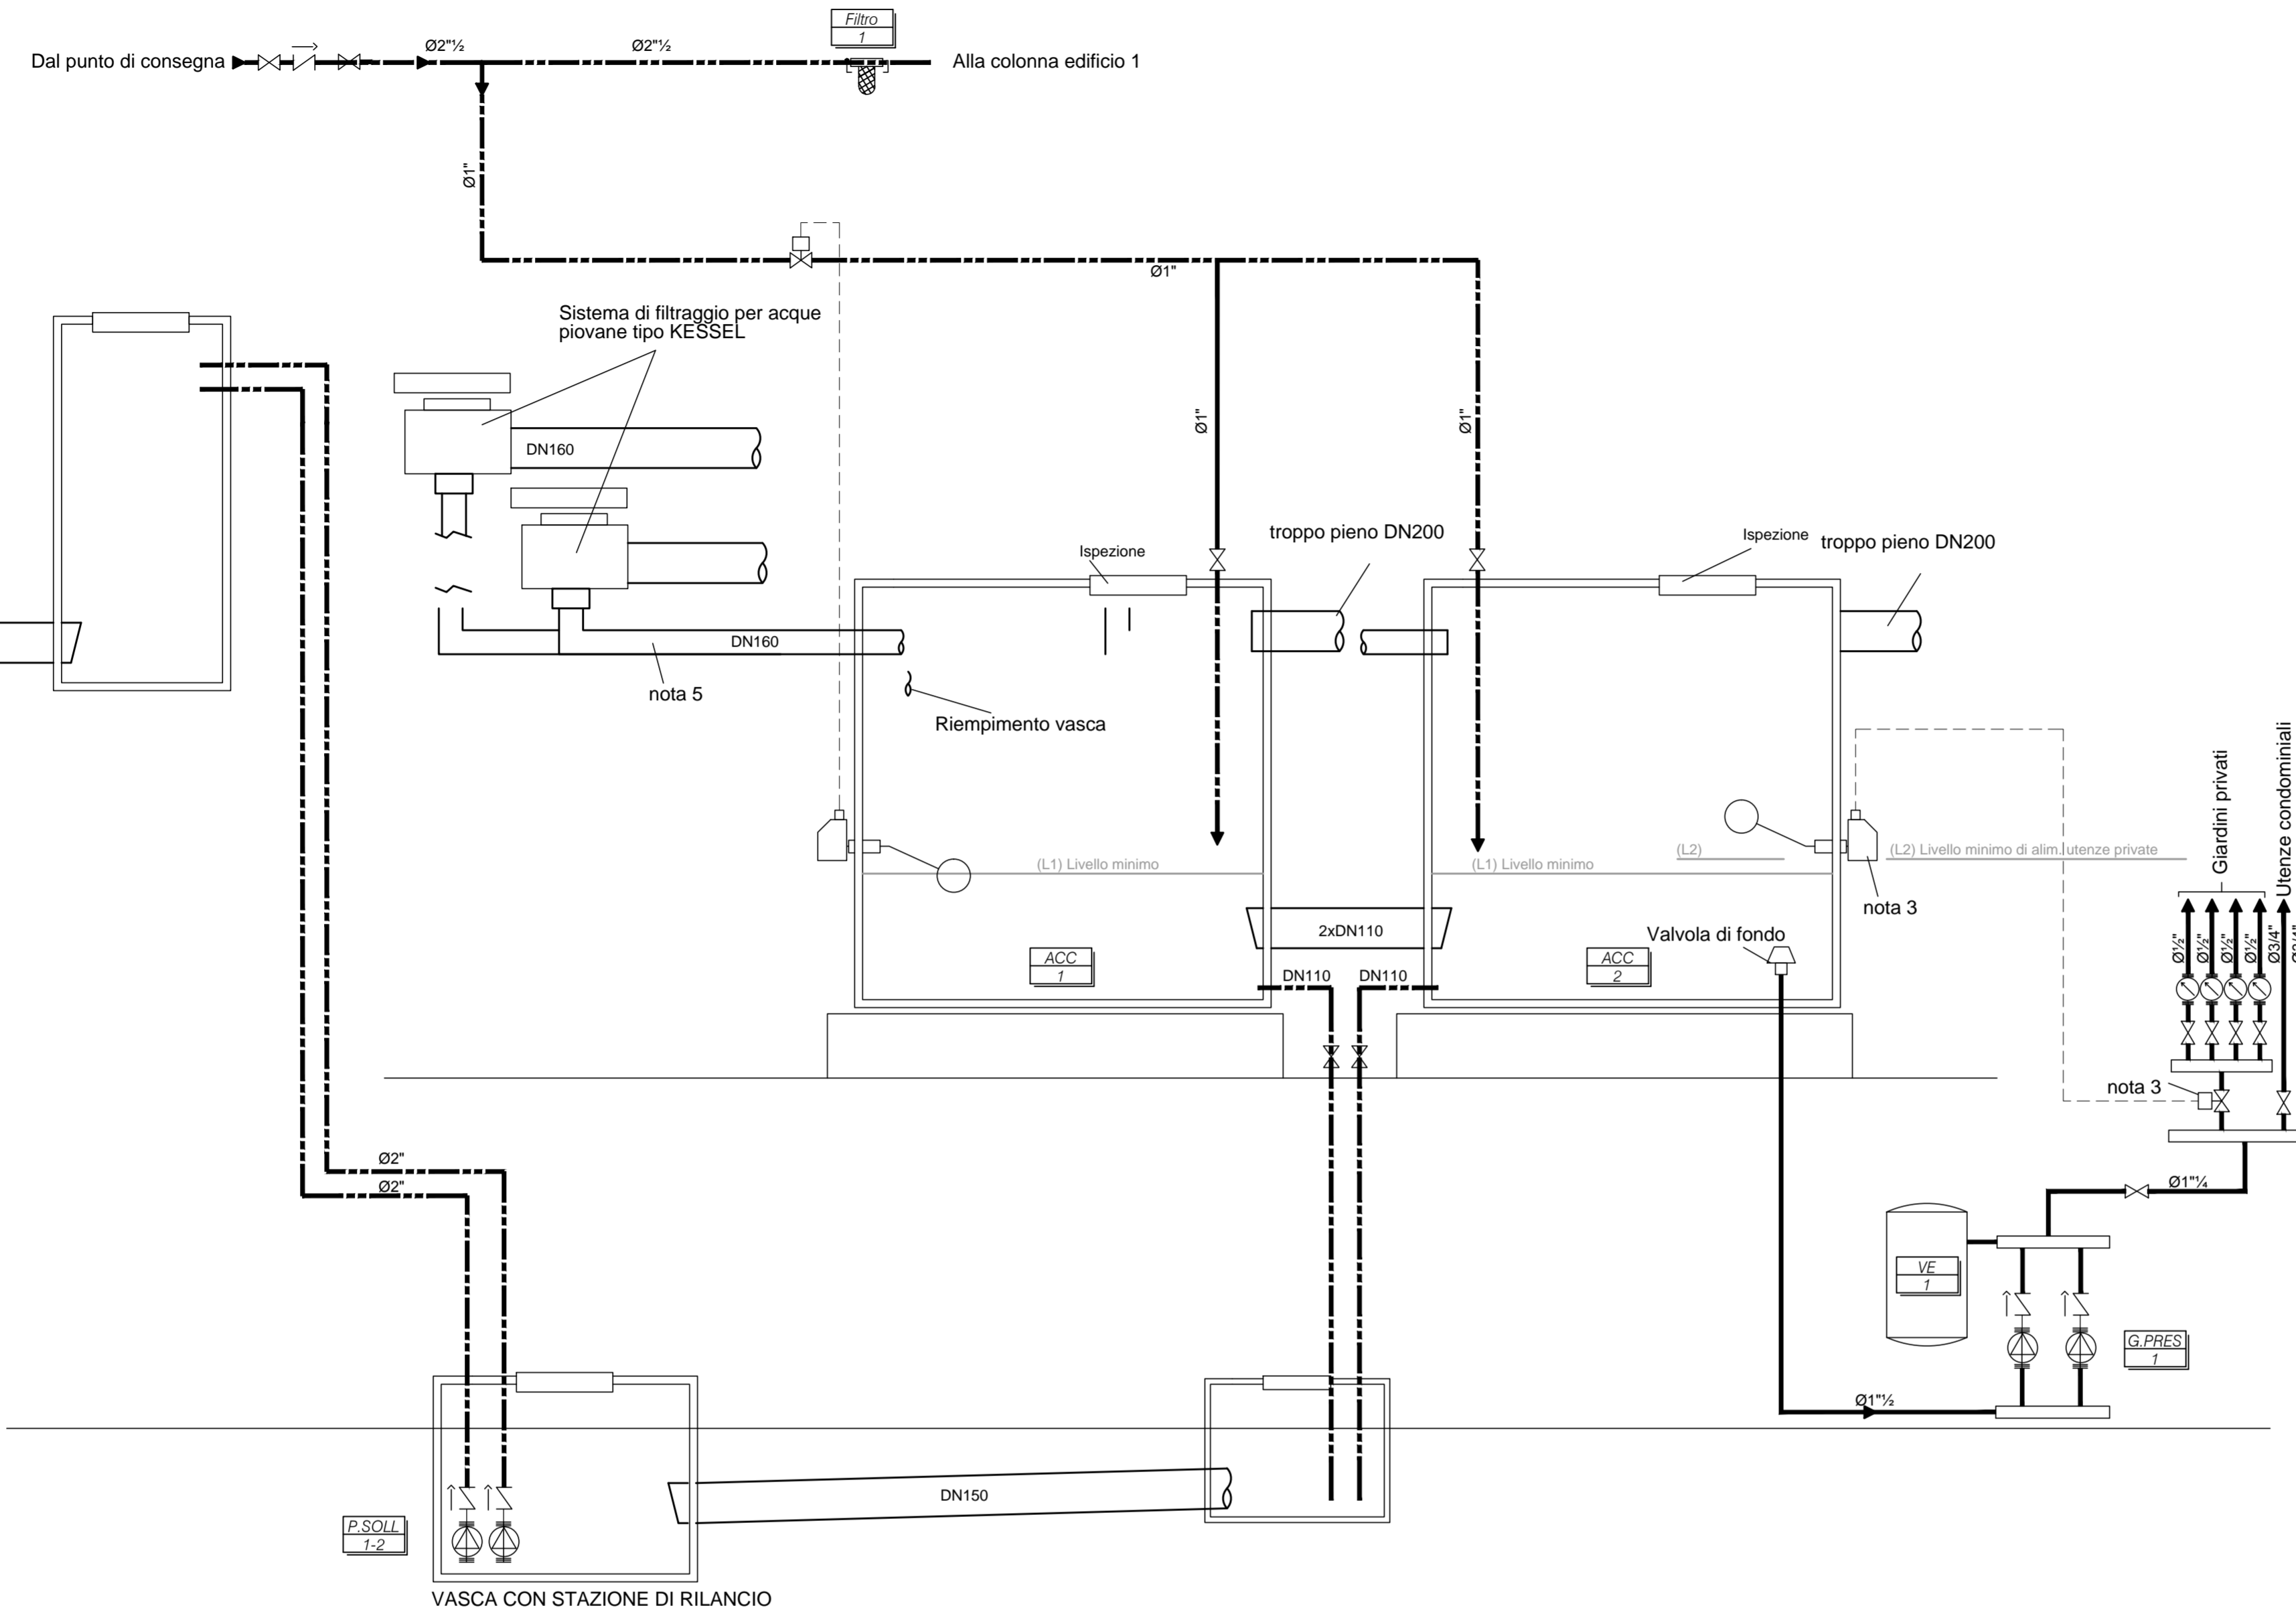 Filtro
1
Dal punto di consegna
Ø2"½
Ø2"½
Alla colonna edificio 1
Ø1"
Ø1"
Sistema di filtraggio per acque
piovane tipo KESSEL
DN160
Ø1"
Ø1"
troppo pieno DN200
Ispezione
Ispezione
troppo pieno DN200
DN160
nota 5
Riempimento vasca
Giardini privati
Utenze condominiali
(L1) Livello minimo
(L1) Livello minimo
(L2)
(L2) Livello minimo di alim. utenze private
nota 3
2xDN110
Valvola di fondo
ACC
1
ACC
2
DN110
DN110
Ø½"
Ø½"
Ø½"
Ø½"
Ø3/4"
Ø3/4"
nota 3
Ø2"
Ø2"
Ø1"¼
VE
1
G.PRES
1
Ø1"½
DN150
P.SOLL
1-2
VASCA CON STAZIONE DI RILANCIO